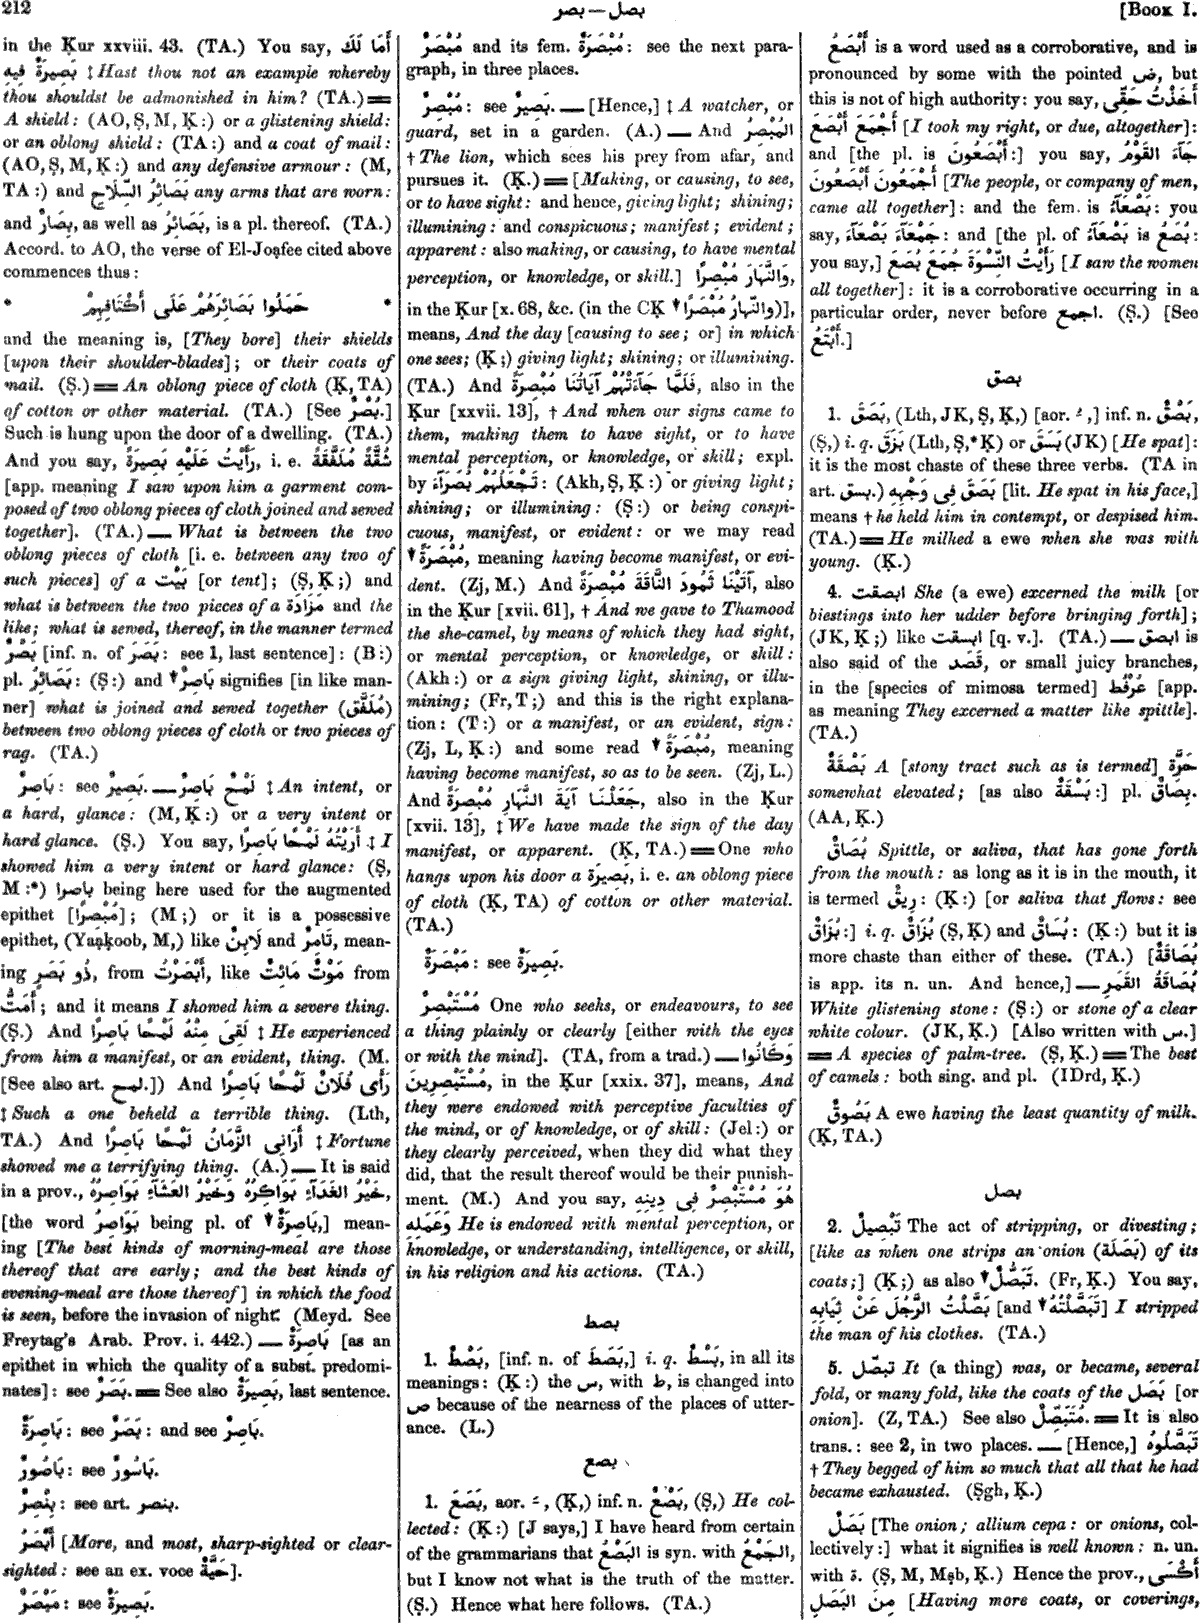 212
بصل — بصر
[Book I.
in the Ḳur xxviii. 43. (TA.) You say, أَمَا لَكَ
بَصِيرَةٌ فِيهِ ‡ Hast thou not an example whereby
thou shouldst be admonished in him? (TA.) ＝
A shield: (AO, Ṣ, M, Ḳ:) or a glistening shield:
or an oblong shield: (TA:) and a coat of mail:
(AO, Ṣ, M, Ḳ:) and any defensive armour: (M,
TA:) and بَصَائِرُ السِّلَاحِ any arms that are worn:
and بِصَارٌ, as well as بَصَائِرُ, is a pl. thereof. (TA.)
Accord. to AO, the verse of El-Joạfee cited above
commences thus:
* حَمَلُوا بَصَائِرَهُمْ عَلَى أَكْتَافِهِمْ *
and the meaning is, [They bore] their shields
[upon their shoulder-blades]; or their coats of
mail. (Ṣ.) ＝ An oblong piece of cloth (Ḳ, TA)
of cotton or other material. (TA.) [See بُصْرٌ.]
Such is hung upon the door of a dwelling. (TA.)
And you say, رَأَيْتُ عَلَيْهِ بَصِيرَةً, i. e. شُقَّةً مُلَفَّقَةً
[app. meaning I saw upon him a garment com-
posed of two oblong pieces of cloth joined and sewed
together]. (TA.) — What is between the two
oblong pieces of cloth [i. e. between any two of
such pieces] of a بَيْت [or tent]; (Ṣ, Ḳ;) and
what is between the two pieces of a مَزَادَة and the
like; what is sewed, thereof, in the manner termed
بَصْرٌ [inf. n. of بَصَرَ: see 1, last sentence]: (B:)
pl. بَصَائِرُ: (Ṣ:) and ▼ بَاصِرٌ signifies [in like man-
ner] what is joined and sewed together (مُلَفَّق)
between two oblong pieces of cloth or two pieces of
rag. (TA.)
بَاصِرٌ: see بَصِيرٌ. — لَمْحٌ بَاصِرٌ ‡ An intent, or
a hard, glance: (M, Ḳ:) or a very intent or
hard glance. (Ṣ.) You say, أَرَيْتُهُ لَمْحًا بَاصِرًا ‡ I
showed him a very intent or hard glance: (Ṣ,
M:*) باصرا being here used for the augmented
epithet [مُبْصِرًا]; (M;) or it is a possessive
epithet, (Yaạḳoob, M,) like لَابِنٌ and تَامِرٌ, mean-
ing ذُو بَصَرٍ, from أَبْصَرْتُ, like مَوْتٌ مَائِتٌ from
أَمَتُّ; and it means I showed him a severe thing.
(Ṣ.) And لَقِيَ مِنْهُ لَمْحًا بَاصِرًا ‡ He experienced
from him a manifest, or an evident, thing. (M.
[See also art. لمح.]) And رَأَى فُلَانٌ لَمْحًا بَاصِرًا
‡ Such a one beheld a terrible thing. (Lth,
TA.) And أَرَانِى الزَّمَانُ لَمْحًا بَاصِرًا ‡ Fortune
showed me a terrifying thing. (A.) — It is said
in a prov., خَيْرُ الغَدَآءِ بَوَاكِرُهُ وَخَيْرُ العَشَآءِ بَوَاصِرُهُ,
[the word بَوَاصِرُ being pl. of ▼ بَاصِرَةٌ,] mean-
ing [The best kinds of morning-meal are those
thereof that are early; and the best kinds of
evening-meal are those thereof] in which the food
is seen, before the invasion of night. (Meyd. See
Freytag's Arab. Prov. i. 442.) — بَاصِرَةٌ [as an
epithet in which the quality of a subst. predomi-
nates]: see بَصَرٌ. ＝ See also بَصِيرَةٌ, last sentence.
بَاصِرَةٌ: see بَصَرٌ: and see بَاصِرٌ.
بَاصُورٌ: see بَاسُورٌ.
بِنْصِرٌ: see art. بنصر.
أَبْصَرُ [More, and most, sharp-sighted or clear-
sighted: see an ex. voce حَيَّةٌ].
مَبْصَرٌ: see بَصِيرَةٌ.
مُبْصَرٌ and its fem. مُبْصَرَةٌ: see the next para-
graph, in three places.
مُبْصِرٌ: see بَصِيرٌ. — [Hence,] ‡ A watcher, or
guard, set in a garden. (A.) — And المُبْصِرُ
† The lion, which sees his prey from afar, and
pursues it. (Ḳ.) ＝ [Making, or causing, to see,
or to have sight: and hence, giving light; shining;
illumining: and conspicuous; manifest; evident;
apparent: also making, or causing, to have mental
perception, or knowledge, or skill.] وَالنَّهَارَ مُبْصِرًا,
in the Ḳur [x. 68, &c. (in the CḲ ▼ والنَّهارُ مُبْصَرًا)],
means, And the day [causing to see; or] in which
one sees; (Ḳ;) giving light; shining; or illumining.
(TA.) And فَلَمَّا جَآءَتْهُمْ آيَاتُنَا مُبْصِرَةً, also in the
Ḳur [xxvii. 13], † And when our signs came to
them, making them to have sight, or to have
mental perception, or knowledge, or skill; expl.
by تَجْعَلُهُمْ بُصَرَآءَ: (Akh, Ṣ, Ḳ:) or giving light;
shining; or illumining: (Ṣ:) or being conspi-
cuous, manifest, or evident: or we may read
▼ مُبْصَرَةً, meaning having become manifest, or evi-
dent. (Zj, M.) And آتَيْنَا ثَمُودَ النَّاقَةَ مُبْصِرَةً, also
in the Ḳur [xvii. 61], † And we gave to Thamood
the she-camel, by means of which they had sight,
or mental perception, or knowledge, or skill:
(Akh:) or a sign giving light, shining, or illu-
mining; (Fr, T;) and this is the right explana-
tion: (T:) or a manifest, or an evident, sign:
(Zj, L, Ḳ:) and some read ▼ مُبْصَرَةً, meaning
having become manifest, so as to be seen. (Zj, L.)
And جَعَلْنَا آيَةَ النَّهَارِ مُبْصِرَةً, also in the Ḳur
[xvii. 13], ‡ We have made the sign of the day
manifest, or apparent. (Ḳ, TA.) ＝ One who
hangs upon his door a بَصِيرَة, i. e. an oblong piece
of cloth (Ḳ, TA) of cotton or other material.
(TA.)
مَبْصَرَةٌ: see بَصِيرَةٌ.
مُسْتَبْصِرٌ One who seeks, or endeavours, to see
a thing plainly or clearly [either with the eyes
or with the mind]. (TA, from a trad.) — وَكَانُوا
مُسْتَبْصِرِينَ, in the Ḳur [xxix. 37], means, And
they were endowed with perceptive faculties of
the mind, or of knowledge, or of skill: (Jel:) or
they clearly perceived, when they did what they
did, that the result thereof would be their punish-
ment. (M.) And you say, هُوَ مُسْتَبْصِرٌ فِى دِينِهِ
وَعَمَلِهِ He is endowed with mental perception, or
knowledge, or understanding, intelligence, or skill,
in his religion and his actions. (TA.)
بصط
1. بَصْطٌ, [inf. n. of بَصَطَ,] i. q. بَسْطٌ, in all its
meanings: (Ḳ:) the س, with ط, is changed into
ص because of the nearness of the places of utter-
ance. (L.)
بصع
1. بَصَعَ, aor. ـَ, (Ḳ,) inf. n. بَصْعٌ, (Ṣ,) He col-
lected: (Ḳ:) [J says,] I have heard from certain
of the grammarians that البَصْعُ is syn. with الجَمْعُ,
but I know not what is the truth of the matter.
(Ṣ.) Hence what here follows. (TA.)
أَبْصَعُ is a word used as a corroborative, and is
pronounced by some with the pointed ض, but
this is not of high authority: you say, أَخَذْتُ حَقِّى
أَجْمَعَ أَبْصَعَ [I took my right, or due, altogether]:
and [the pl. is أَبْصَعُونَ:] you say, جَآءَ القَوْمُ
أَجْمَعُونَ أَبْصَعُونَ [The people, or company of men,
came all together]: and the fem. is بَصْعَآءُ: you
say, جَمْعَآءَ بَصْعَآءَ: and [the pl. of بَصْعَآءُ is بُصَعُ:
you say,] رَأَيْتُ النِّسْوَةَ جُمَعَ بُصَعَ [I saw the women
all together]: it is a corroborative occurring in a
particular order, never before اجمع. (Ṣ.) [See
أَبْتَعُ.]
بصق
1. بَصَقَ, (Lth, JK, Ṣ, Ḳ,) [aor. ـُ,] inf. n. بَصْقٌ,
(Ṣ,) i. q. بَزَقَ (Lth, Ṣ,* Ḳ) or بَسَقَ (JK) [He spat]:
it is the most chaste of these three verbs. (TA in
art. بسق.) بَصَقَ فِى وَجْهِهِ [lit. He spat in his face,]
means † he held him in contempt, or despised him.
(TA.) ＝ He milked a ewe when she was with
young. (Ḳ.)
4. ابصقت She (a ewe) excerned the milk [or
biestings into her udder before bringing forth];
(JK, Ḳ;) like ابسقت [q. v.]. (TA.) — ابصق is
also said of the قَصَد, or small juicy branches,
in the [species of mimosa termed] عُرْفُط [app.
as meaning They excerned a matter like spittle].
(TA.)
بَصْقَةٌ A [stony tract such as is termed] حَرَّة
somewhat elevated; [as also بَسْقَةٌ:] pl. بِصَاقٌ.
(AA, Ḳ.)
بُصَاقٌ Spittle, or saliva, that has gone forth
from the mouth: as long as it is in the mouth, it
is termed رِيقٌ: (Ḳ:) [or saliva that flows: see
بُزَاقٌ:] i. q. بُزَاقٌ (Ṣ, Ḳ) and بُسَاقٌ: (Ḳ:) but it is
more chaste than either of these. (TA.) [بُصَاقَةٌ
is app. its n. un. And hence,] — بُصَاقَةُ القَمَرِ
White glistening stone: (Ṣ:) or stone of a clear
white colour. (JK, Ḳ.) [Also written with س.]
＝ A species of palm-tree. (Ṣ, Ḳ.) ＝ The best
of camels: both sing. and pl. (IDrd, Ḳ.)
بَصُوقٌ A ewe having the least quantity of milk.
(Ḳ, TA.)
بصل
2. تَبْصِيلٌ The act of stripping, or divesting;
[like as when one strips an onion (بَصَلَة) of its
coats;] (Ḳ;) as also ▼ تَبَصُّلٌ. (Fr, Ḳ.) You say,
بَصَّلْتُ الرَّجُلَ عَنْ ثِيَابِهِ [and ▼ تَبَصَّلْتُهُ] I stripped
the man of his clothes. (TA.)
5. تبصّل It (a thing) was, or became, several
fold, or many fold, like the coats of the بَصَل [or
onion]. (Z, TA.) See also مُتَبَصِّلٌ. ＝ It is also
trans.: see 2, in two places. — [Hence,] تَبَصَّلُوهُ
† They begged of him so much that all that he had
became exhausted. (Ṣgh, Ḳ.)
بَصَلٌ [The onion; allium cepa: or onions, col-
lectively:] what it signifies is well known: n. un.
with ة. (Ṣ, M, Mṣb, Ḳ.) Hence the prov., أَكْسَى
مِنَ البَصَلِ [Having more coats, or coverings,